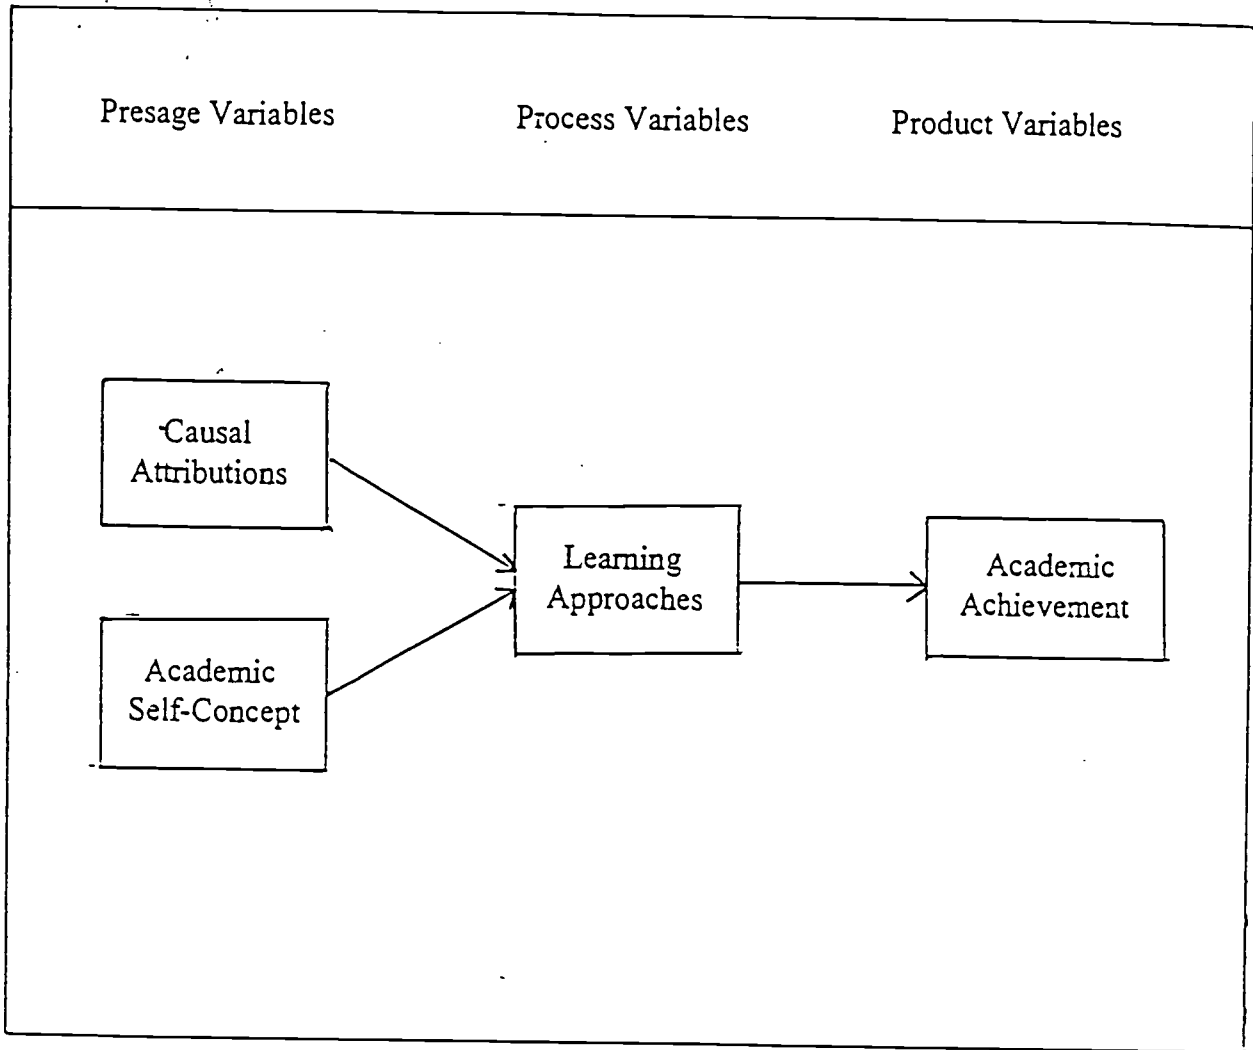 Presage Variables
Process Variables
Product Variables
Causal
Attributions
Academic
Self-Concept
Learning
Approaches
Academic
Achievement